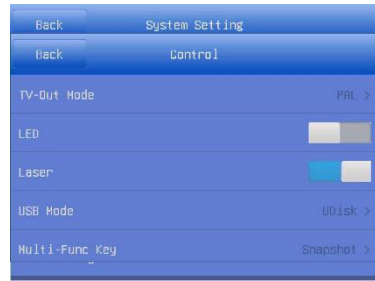 Back System Setting
Back Control
TV-Out Mode PAL >
LED
Laser
USB Mode UDisk >
Multi-Func Key Snapshot >